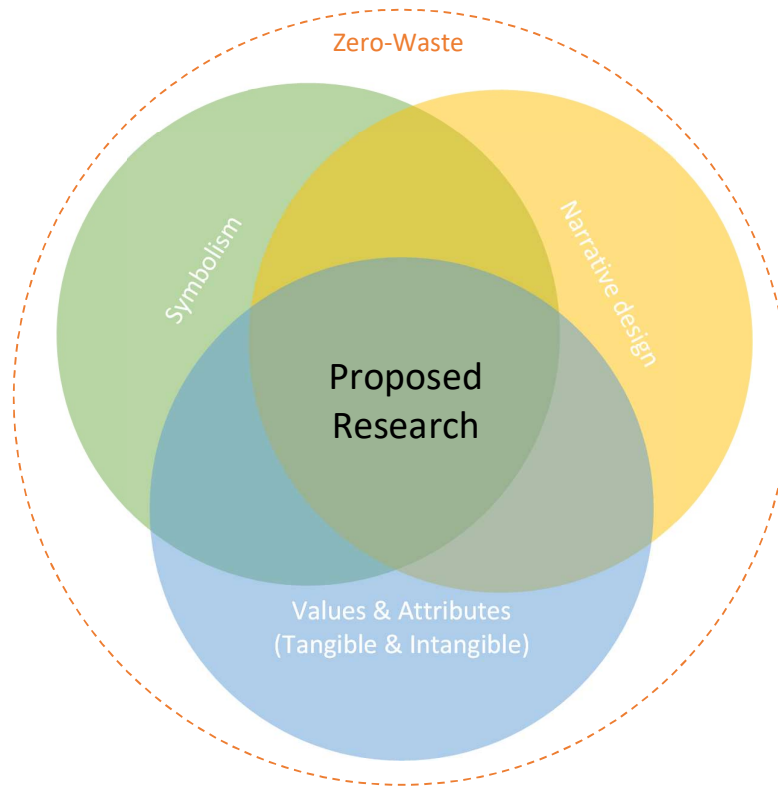 Zero-Waste
Symbolism
Narrative design
Proposed
Research
Values & Attributes
(Tangible & Intangible)